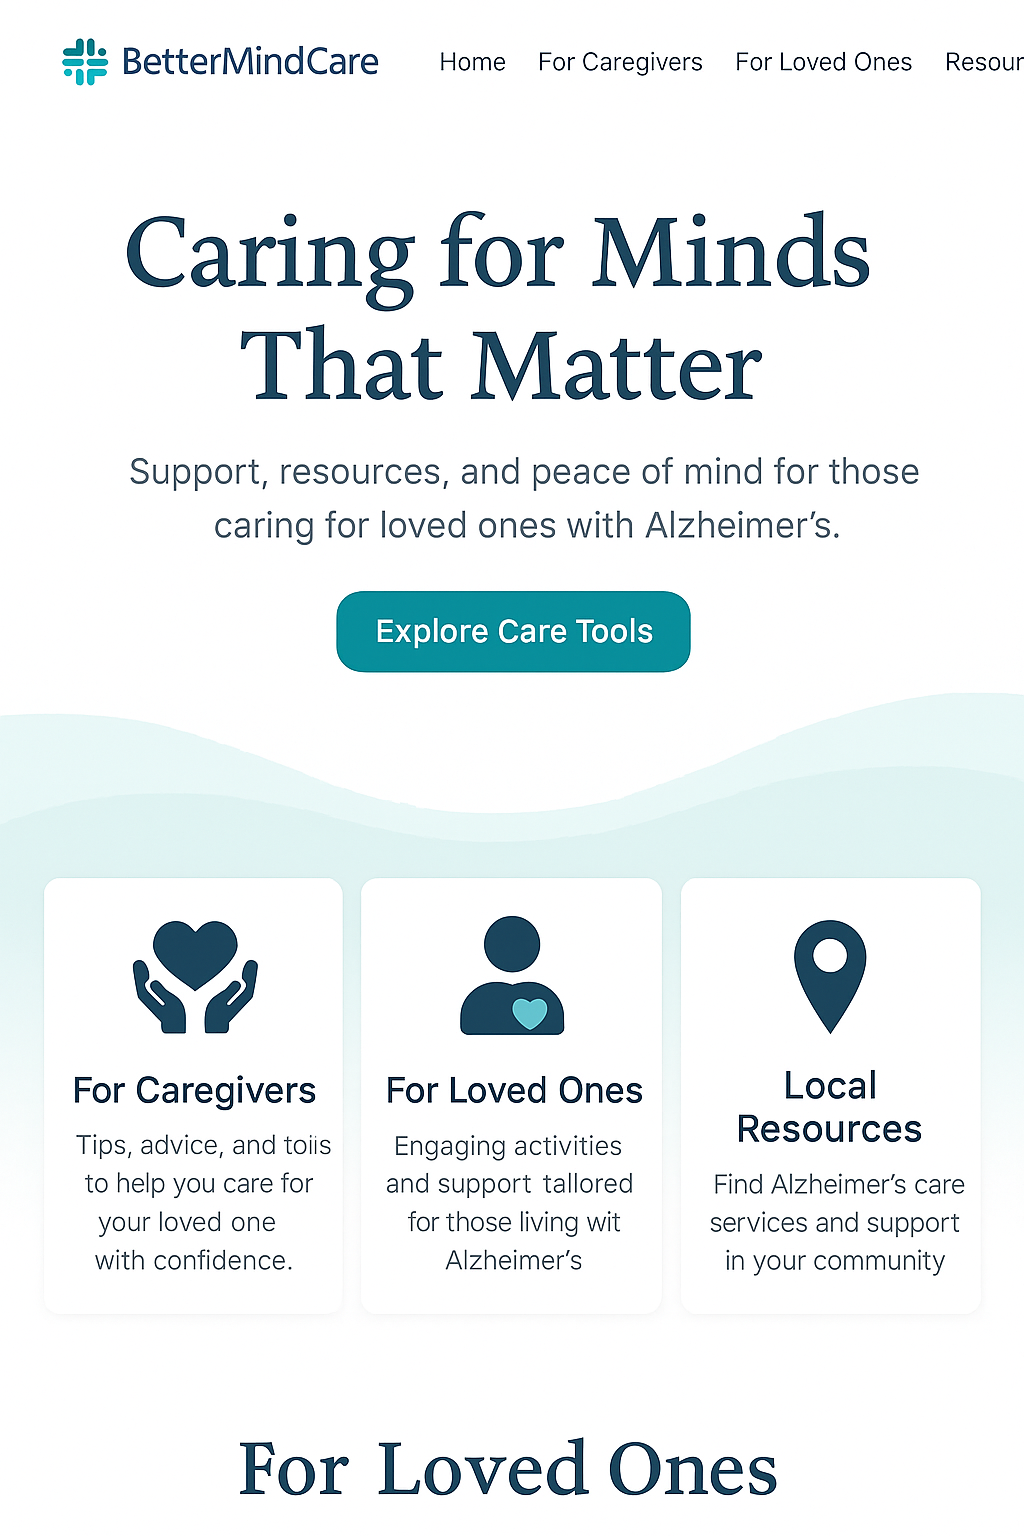 BetterMindCare
Home For Caregivers For Loved Ones Resour
Caring for Minds
That Matter
Support, resources, and peace of mind for those
caring for loved ones with Alzheimer’s.
Explore Care Tools
For Caregivers
Tips, advice, and
to help you care for
your loved one
with confidence.
For Loved Ones
Engaging activities
and support tallored
for those living wit
Alzheimer’s
Local
Resources
Find Alzheimer’s care
services and support
in your community
For Loved Ones